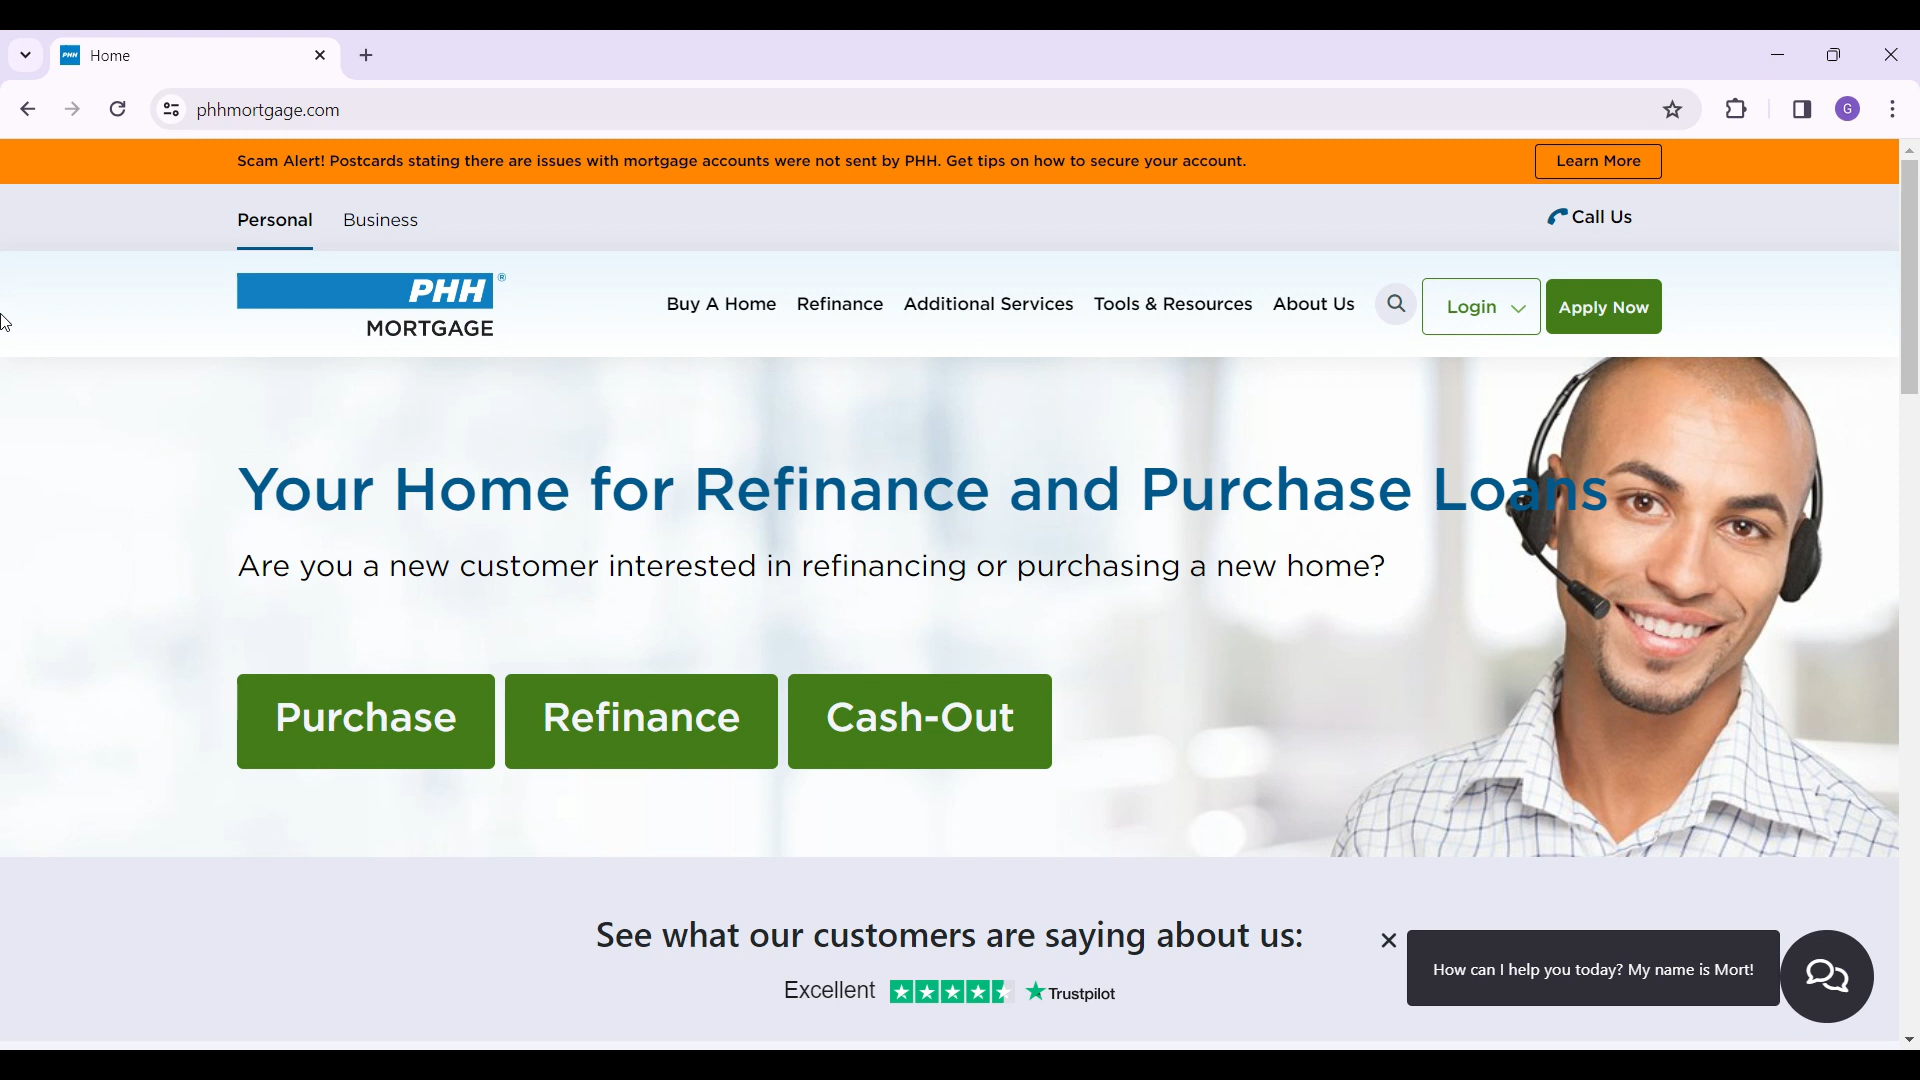 PHH Home
phhmortgage.com
G
Scam Alert! Postcards stating there are issues with mortgage accounts were not sent by PHH. Get tips on how to secure your account.
Learn More
Personal Business
Call Us
PHH®
MORTGAGE
Buy A Home Refinance Additional Services Tools & Resources About Us
Login
Apply Now
Your Home for Refinance and Purchase Loans
Are you a new customer interested in refinancing or purchasing a new home?
Purchase Refinance Cash-Out
See what our customers are saying about us:
How can I help you today? My name is Mort!
Excellent Trustpilot